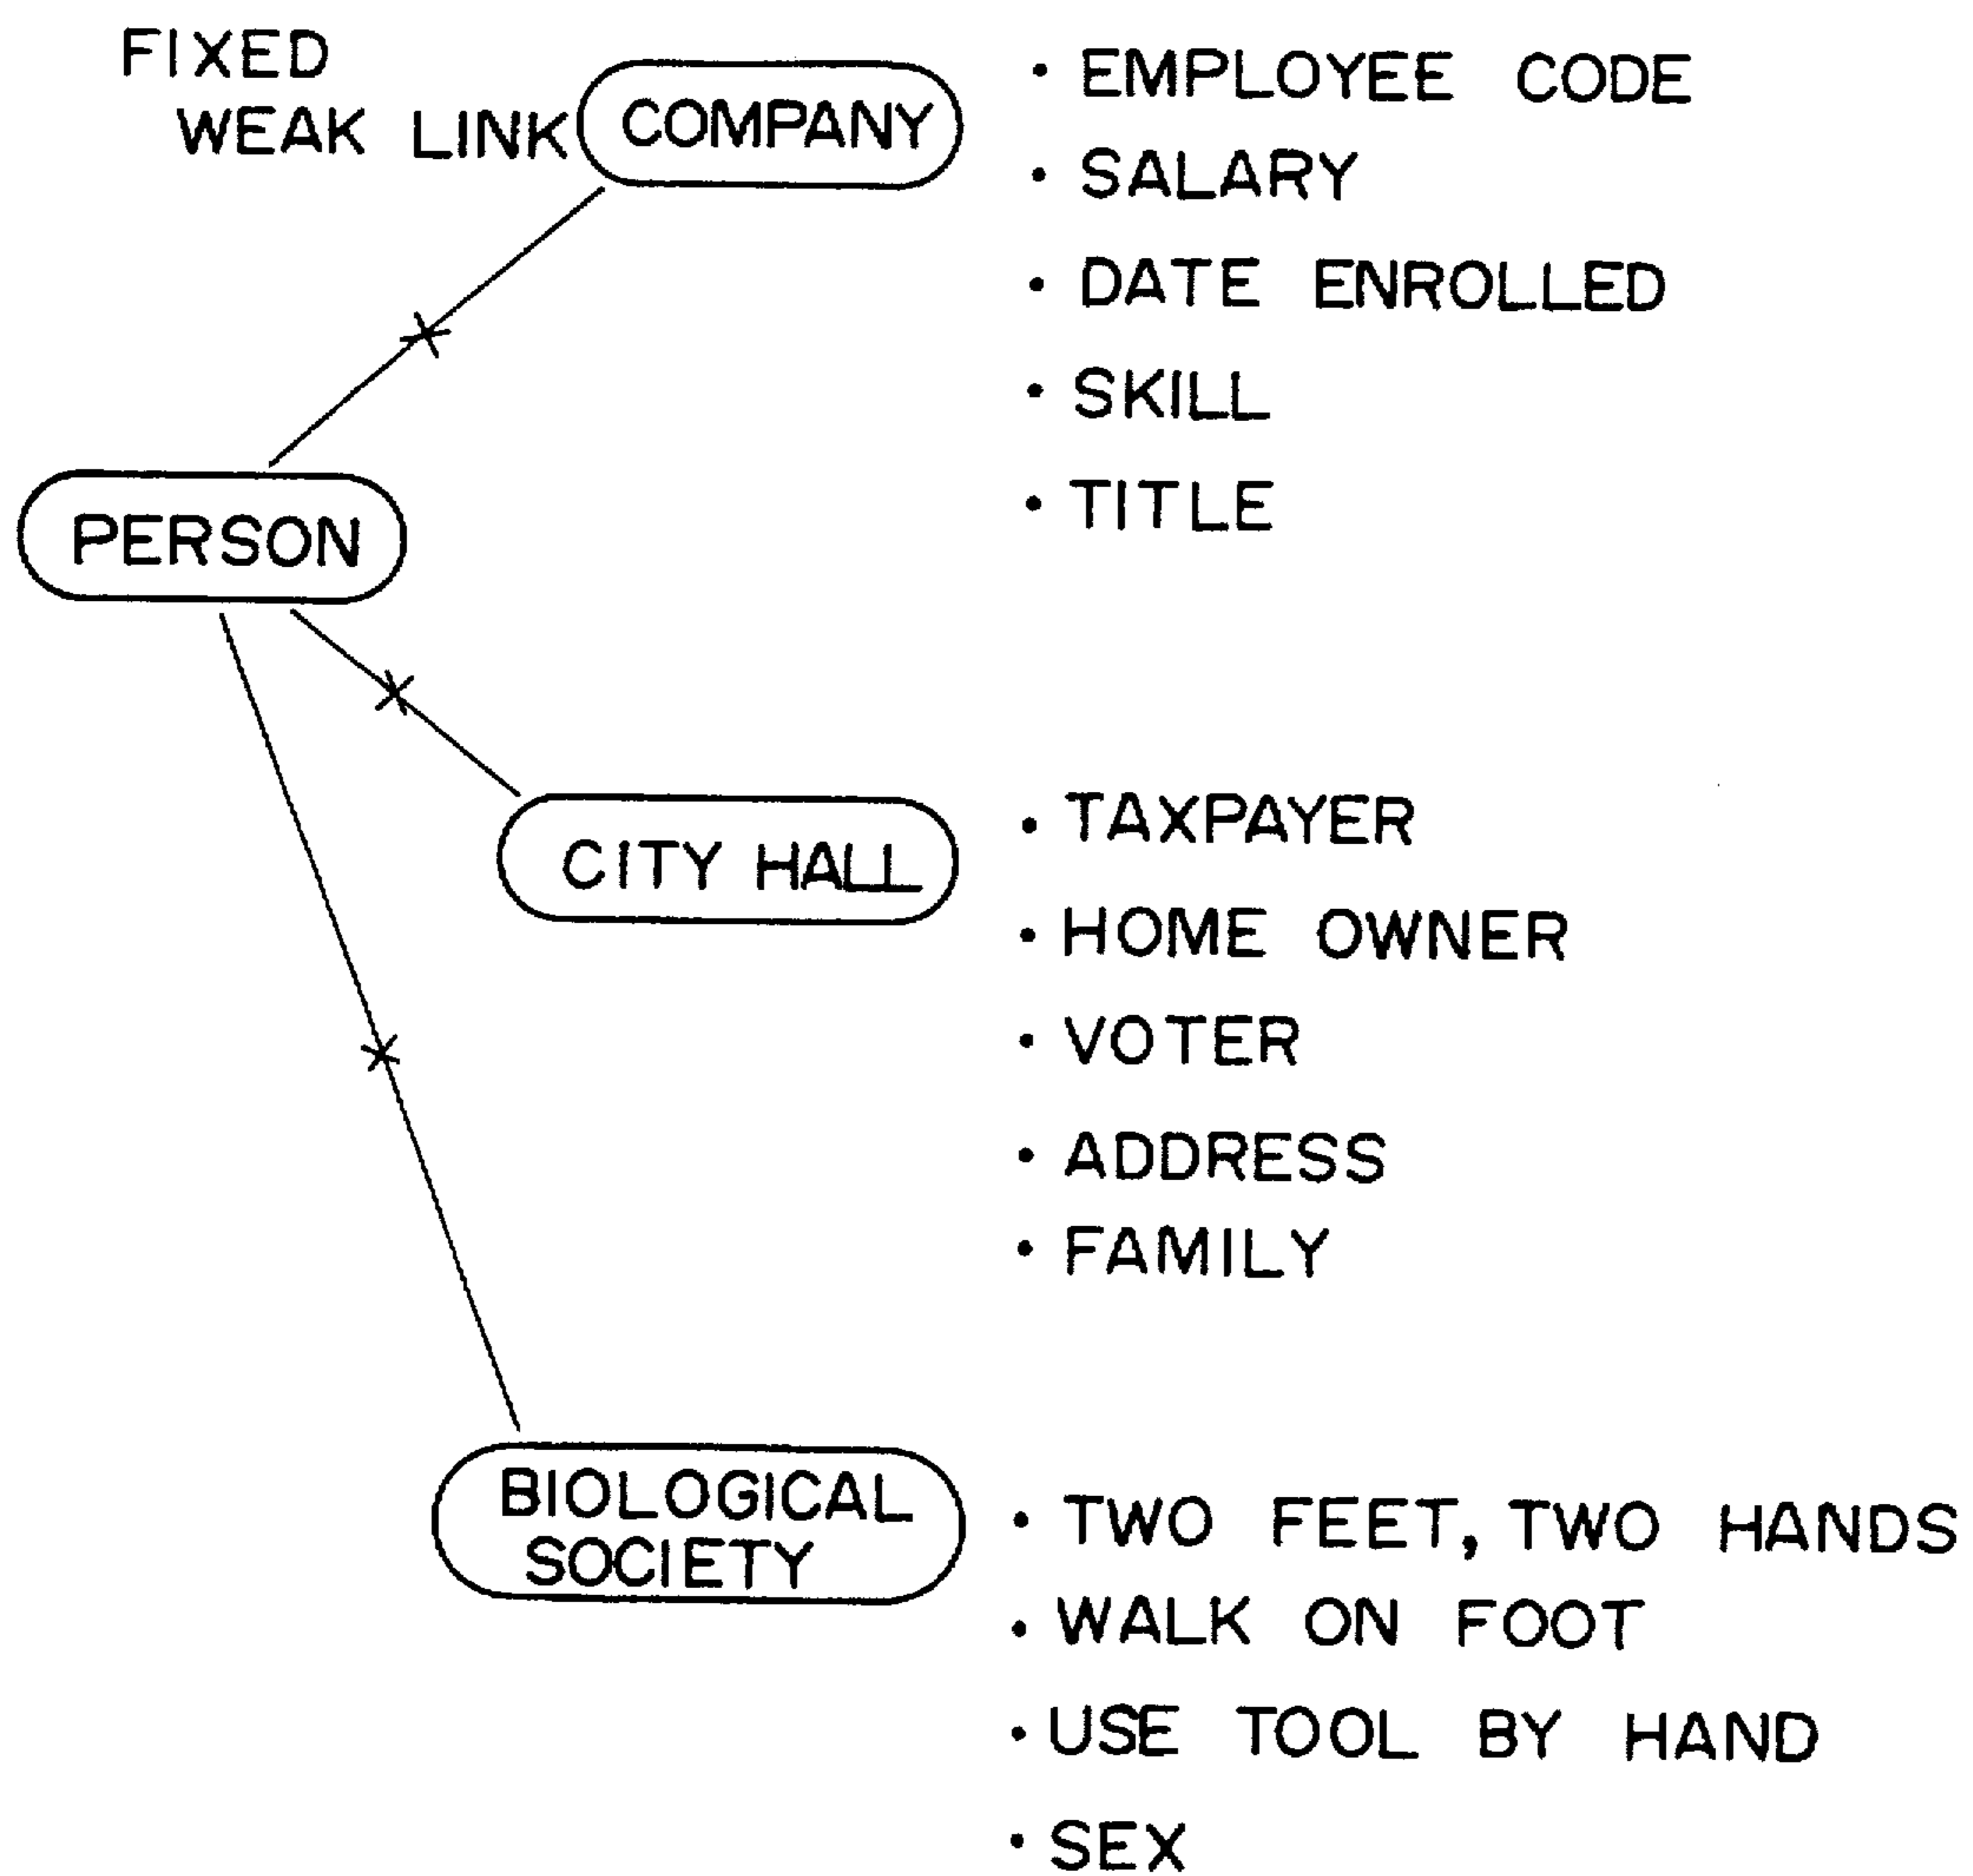 FIXED
WEAK LINK
COMPANY
• EMPLOYEE CODE
• SALARY
• DATE ENROLLED
• SKILL
• TITLE
PERSON
CITY HALL
• TAXPAYER
• HOME OWNER
• VOTER
• ADDRESS
• FAMILY
BIOLOGICAL
SOCIETY
• TWO FEET, TWO HANDS
• WALK ON FOOT
• USE TOOL BY HAND
• SEX